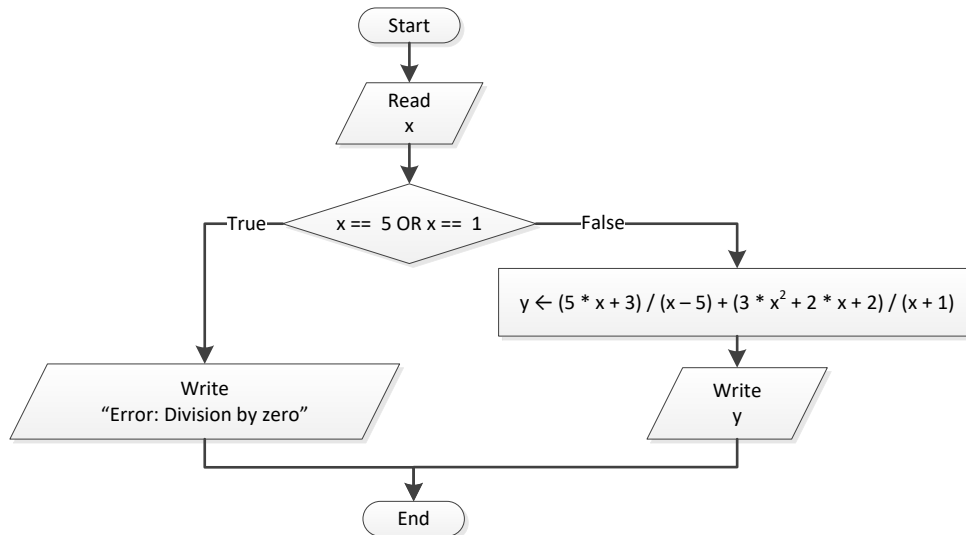 Start
Read
x
x ==  5 OR x ==  1
True
False
y ← (5 * x + 3) / (x – 5) + (3 * x² + 2 * x + 2) / (x + 1)
Write
“Error: Division by zero”
Write
y
End